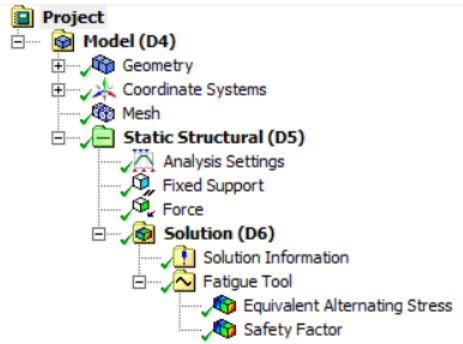 Project
Model (D4)
Geometry
Coordinate Systems
Mesh
Static Structural (D5)
Analysis Settings
Fixed Support
Force
Solution (D6)
Solution Information
Fatigue Tool
Equivalent Alternating Stress
Safety Factor